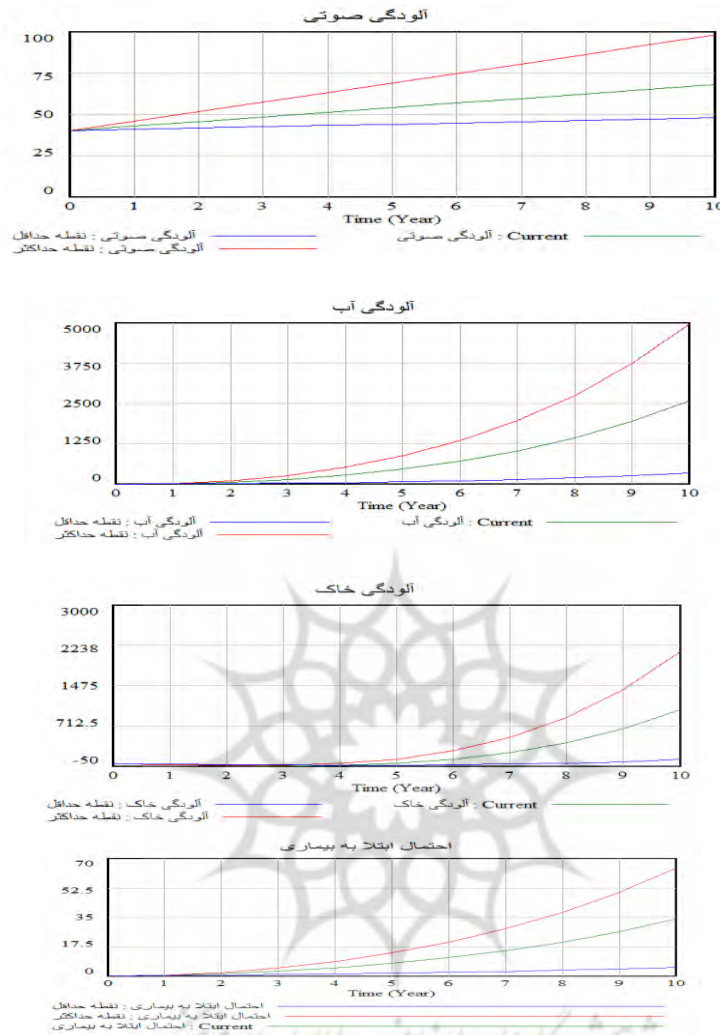 آلودگی صوتی
100
75
50
25
0
0 1 2 3 4 5 6 7 8 9 10
Time (Year)
آلودگی صوتی : نقطه حداقل
آلودگی صوتی : Current
آلودگی صوتی : نقطه حداکثر
آلودگی آب
5000
3750
2500
1250
0
0 1 2 3 4 5 6 7 8 9 10
Time (Year)
آلودگی آب : نقطه حداقل
آلودگی آب : Current
آلودگی آب : نقطه حداکثر
آلودگی خاک
3000
2238
1475
712.5
-50
0 1 2 3 4 5 6 7 8 9 10
Time (Year)
آلودگی خاک : نقطه حداقل
آلودگی خاک : Current
آلودگی خاک : نقطه حداکثر
احتمال ابتلا به بیماری
70
52.5
35
17.5
0
0 1 2 3 4 5 6 7 8 9 10
Time (Year)
احتمال ابتلا به بیماری : نقطه حداقل
احتمال ابتلا به بیماری : نقطه حداکثر
احتمال ابتلا به بیماری : Current